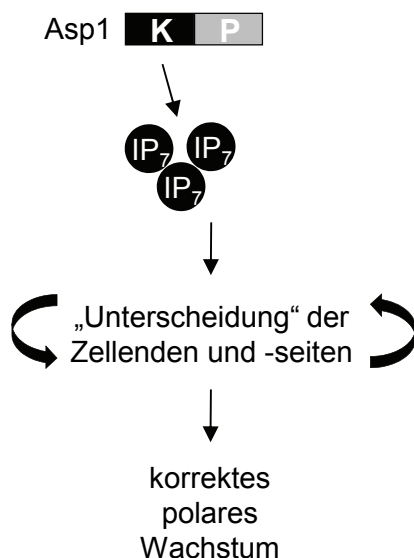 Asp1 K P
IP₇ IP₇
IP₇
„Unterscheidung“ der
Zellenden und -seiten
korrektes
polares
Wachstum